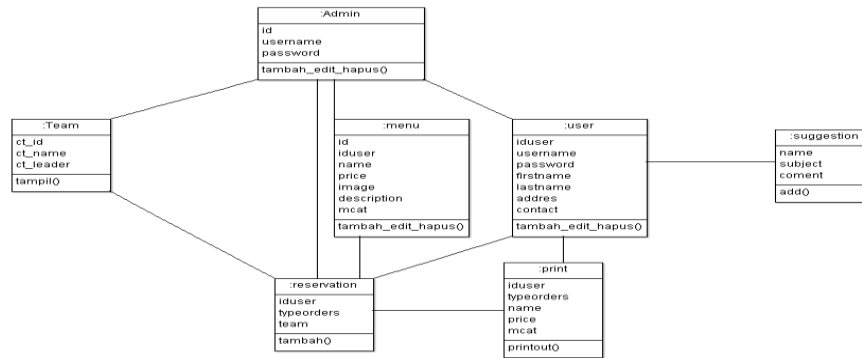 :Admin
id
username
password
tambah_edit_hapus()
:Team
ct_id
ct_name
ct_leader
tampil()
:menu
id
iduser
name
price
image
description
mcat
tambah_edit_hapus()
:user
iduser
username
password
firstname
lastname
addres
contact
tambah_edit_hapus()
:suggestion
name
subject
coment
add()
:reservation
iduser
typeorders
team
tambah()
:print
iduser
typeorders
name
price
mcat
printout()